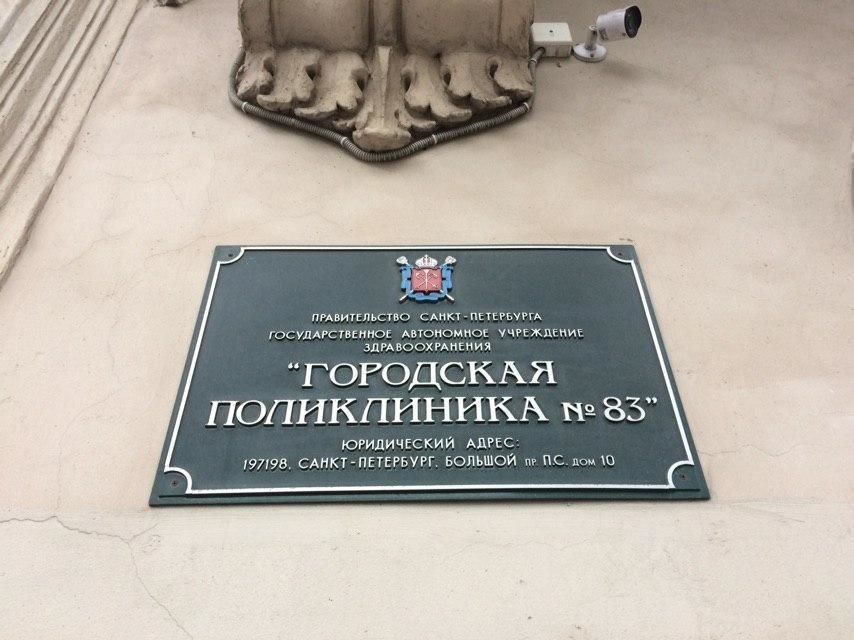 ПРАВИТЕЛЬСТВО САНКТ-ПЕТЕРБУРГА
ГОСУДАРСТВЕННОЕ АВТОНОМНОЕ УЧРЕЖДЕНИЕ
ЗДРАВООХРАНЕНИЯ
“ГОРОДСКАЯ
ПОЛИКЛИНИКА № 83”
ЮРИДИЧЕСКИЙ АДРЕС:
197198, САНКТ-ПЕТЕРБУРГ, БОЛЬШОЙ ПР. П.С. ДОМ 10